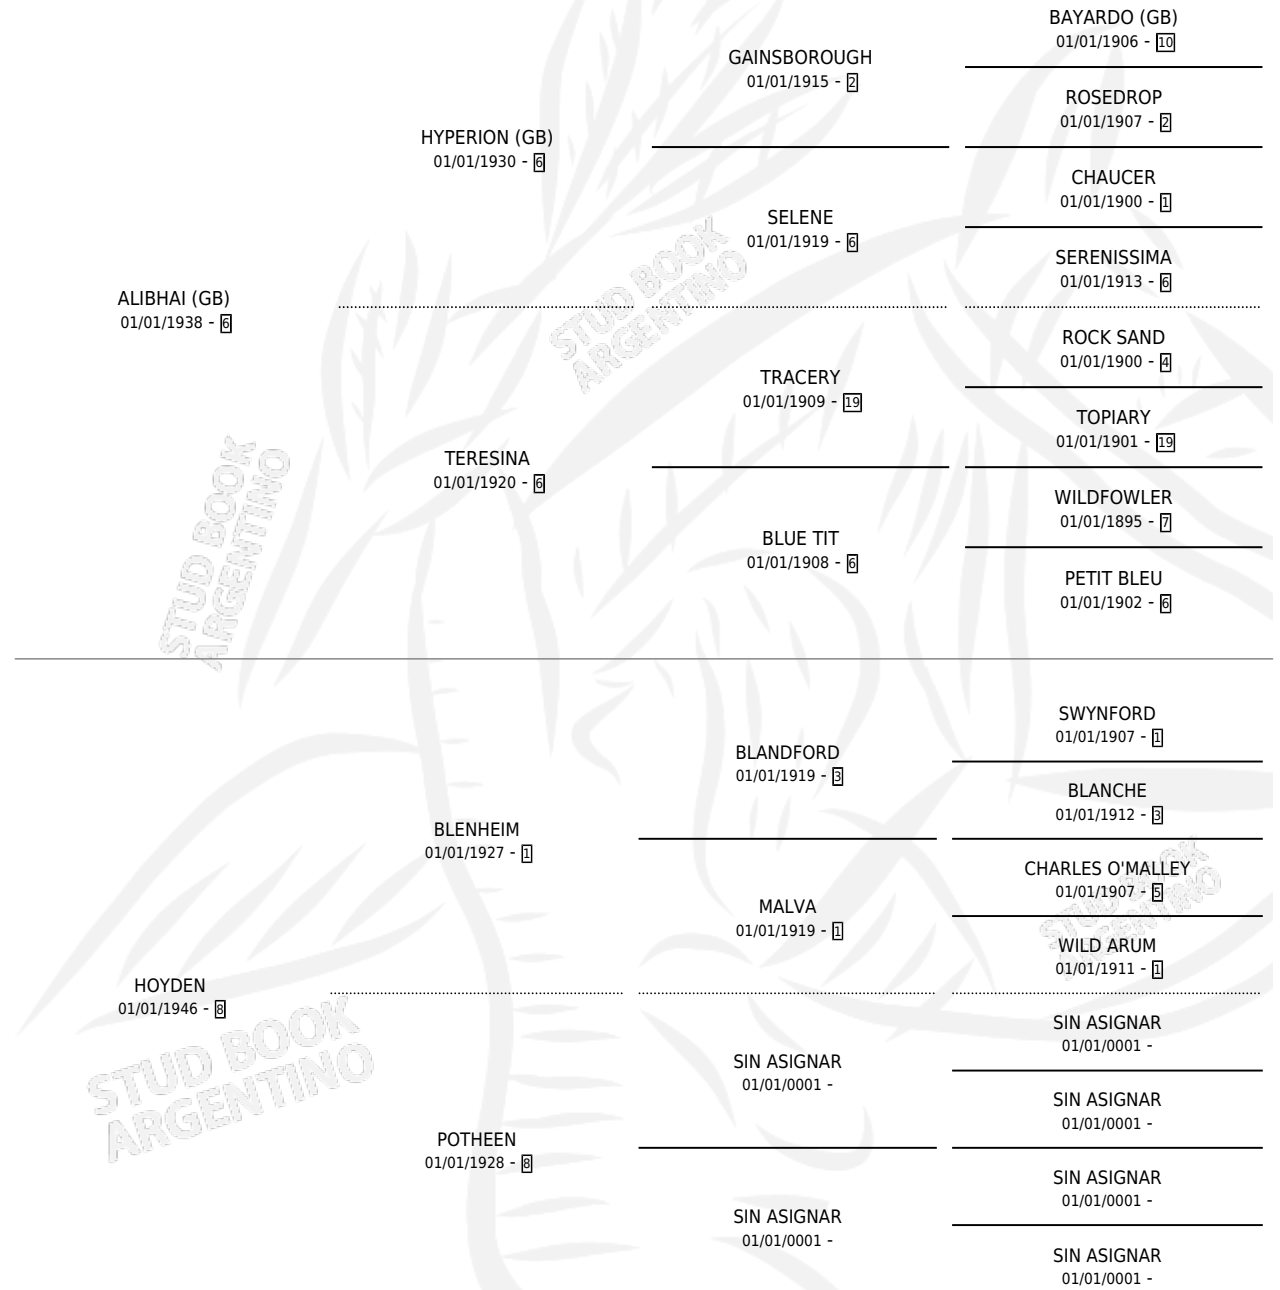 BAYARDO (GB)
01/01/1906 - 10
GAINSBOROUGH
01/01/1915 - 2
ROSEDROP
01/01/1907 - 2
HYPERION (GB)
01/01/1930 - 6
CHAUCER
01/01/1900 - 1
SELENE
01/01/1919 - 6
SERENISSIMA
01/01/1913 - 6
ALIBHAI (GB)
01/01/1938 - 6
ROCK SAND
01/01/1900 - 4
TRACERY
01/01/1909 - 19
TOPIARY
01/01/1901 - 19
TERESINA
01/01/1920 - 6
WILDFOWLER
01/01/1895 - 7
BLUE TIT
01/01/1908 - 6
PETIT BLEU
01/01/1902 - 6
SWYNFORD
01/01/1907 - 1
BLANDFORD
01/01/1919 - 3
BLANCHE
01/01/1912 - 3
BLENHEIM
01/01/1927 - 1
CHARLES O'MALLEY
01/01/1907 - 5
MALVA
01/01/1919 - 1
WILD ARUM
01/01/1911 - 1
HOYDEN
01/01/1946 - 8
SIN ASIGNAR
01/01/0001 -
SIN ASIGNAR
01/01/0001 -
SIN ASIGNAR
01/01/0001 -
POTHEEN
01/01/1928 - 8
SIN ASIGNAR
01/01/0001 -
SIN ASIGNAR
01/01/0001 -
SIN ASIGNAR
01/01/0001 -
STUD BOOK
ARGENTINO
STUD BOOK
ARGENTINO
STUD BOOK
ARGENTINO
STUD BOOK
ARGENTINO